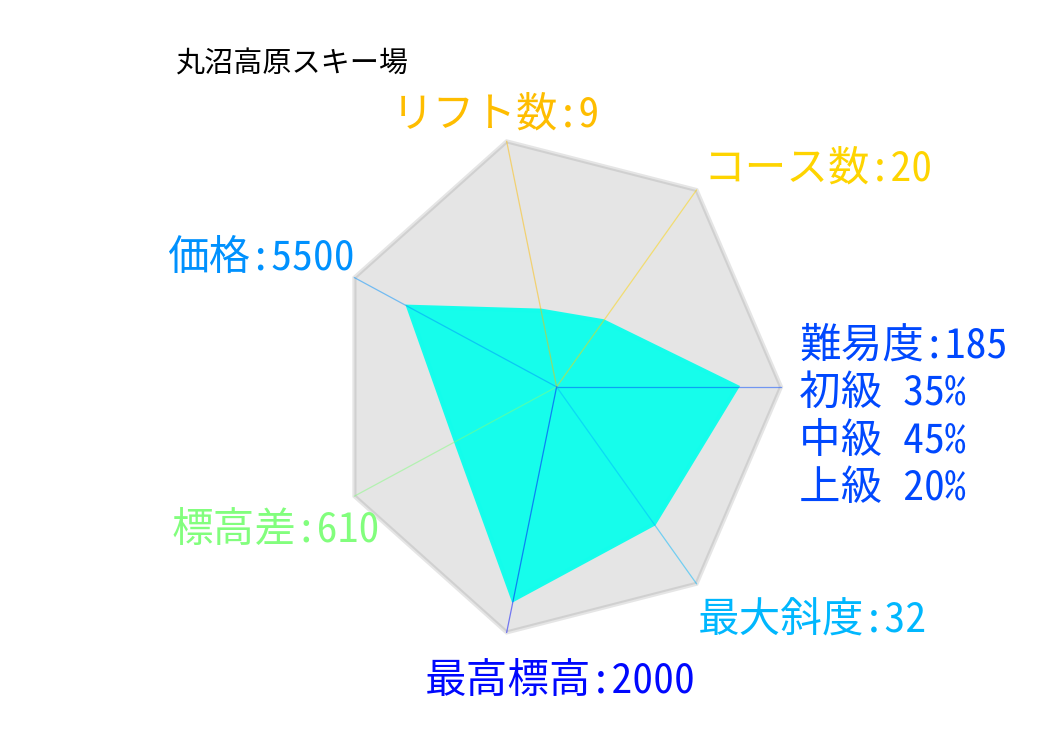 丸沼高原スキー場
リフト数:9
コース数:20
価格:5500
難易度:185
初級 35%
中級 45%
上級 20%
標高差:610
最大斜度:32
最高標高:2000